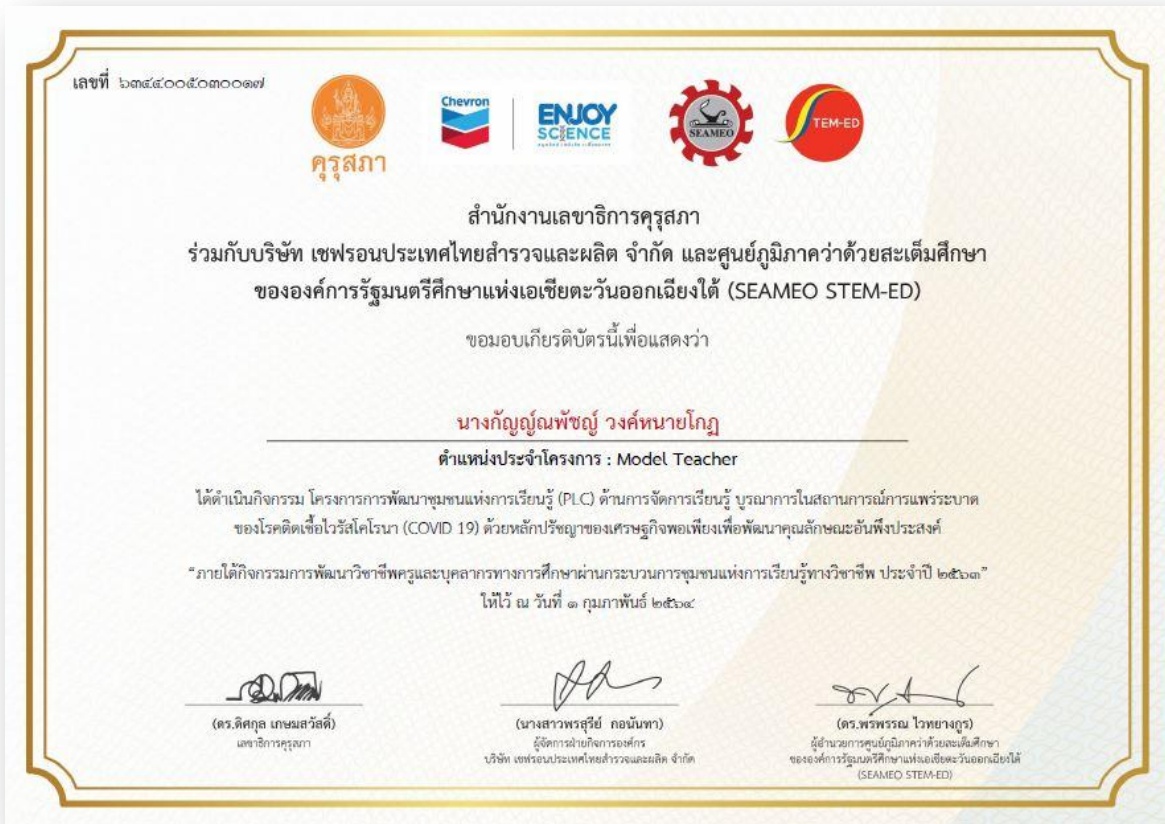 เลขที่ ๖๓๔๔๐๐๕๐๓๐๐๑๗
คุรุสภา
Chevron
ENJOY
SCIENCE
SEAMEO
TEM-ED
สำนักงานเลขาธิการคุรุสภา
ร่วมกับบริษัท เชฟรอนประเทศไทยสำรวจและผลิต จำกัด และศูนย์ภูมิภาคว่าด้วยสะเต็มศึกษา
ขององค์การรัฐมนตรีศึกษาแห่งเอเชียตะวันออกเฉียงใต้ (SEAMEO STEM-ED)
ขอมอบเกียรติบัตรนี้เพื่อแสดงว่า
นางกัญญ์ณพัชญ์ วงค์หนายโกฏ
ตำแหน่งประจำโครงการ : Model Teacher
ได้ดำเนินกิจกรรม โครงการการพัฒนาชุมชนแห่งการเรียนรู้ (PLC) ด้านการจัดการเรียนรู้ บูรณาการในสถานการณ์การแพร่ระบาด
ของโรคติดเชื้อไวรัสโคโรนา (COVID 19) ด้วยหลักปรัชญาของเศรษฐกิจพอเพียงเพื่อพัฒนาคุณลักษณะอันพึงประสงค์
“ภายใต้กิจกรรมการพัฒนาวิชาชีพครูและบุคลากรทางการศึกษาผ่านกระบวนการชุมชนแห่งการเรียนรู้ทางวิชาชีพ ประจำปี ๒๕๖๓”
ให้ไว้ ณ วันที่ ๑ กุมภาพันธ์ ๒๕๖๔
(ดร.ดิศกุล เกษมสวัสดิ์)
เลขาธิการคุรุสภา
(นางสาวพรสุรีย์ กอนันทา)
ผู้จัดการฝ่ายกิจการองค์กร
บริษัท เชฟรอนประเทศไทยสำรวจและผลิต จำกัด
(ดร.พรพรรณ ไวทยางกูร)
ผู้อำนวยการศูนย์ภูมิภาคว่าด้วยสะเต็มศึกษา
ขององค์การรัฐมนตรีศึกษาแห่งเอเชียตะวันออกเฉียงใต้
(SEAMEO STEM-ED)